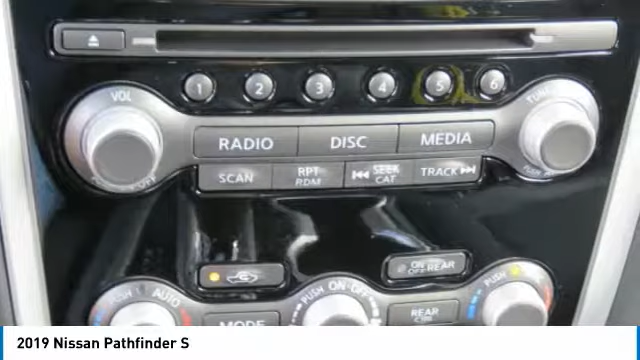 1 2 3 4 5 6
VOL
TUNE
RADIO DISC MEDIA
SCAN RPT SEEK TRACK
RDM CAT
PUSH
ON REAR
OFF
PUSH AUTO PUSH ON·OFF PUSH
MODE REAR
2019 Nissan Pathfinder S